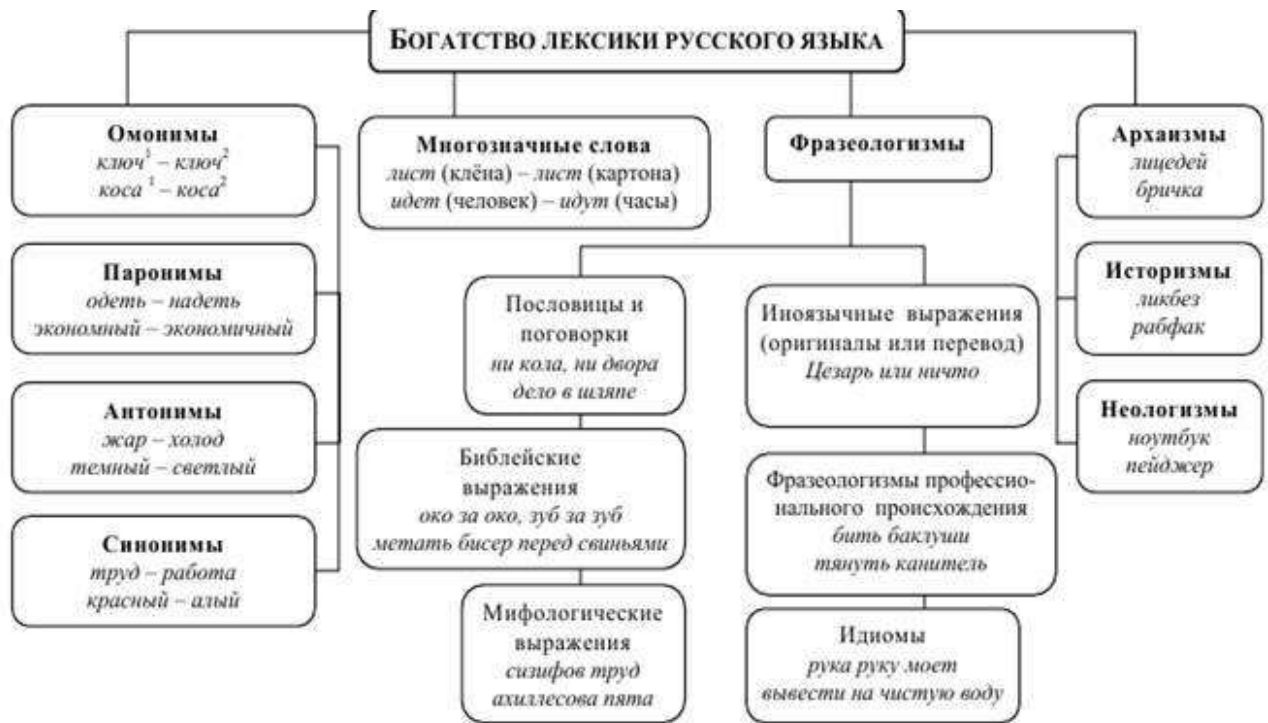 БОГАТСТВО ЛЕКСИКИ РУССКОГО ЯЗЫКА
Омонимы
ключ¹ – ключ²
коса ¹ – коса²
Паронимы
одеть – надеть
экономный – экономичный
Антонимы
жар – холод
темный – светлый
Синонимы
труд – работа
красный – алый
Многозначные слова
лист (клёна) – лист (картона)
идет (человек) – идут (часы)
Фразеологизмы
Пословицы и
поговорки
ни кола, ни двора
дело в шляпе
Библейские
выражения
око за око, зуб за зуб
метать бисер перед свиньями
Мифологические
выражения
сизифов труд
ахиллесова пята
Иноязычные выражения
(оригиналы или перевод)
Цезарь или ничто
Фразеологизмы профессио-
нального происхождения
бить баклуши
тянуть канитель
Идиомы
рука руку моет
вывести на чистую воду
Архаизмы
лицедей
бричка
Историзмы
ликбез
рабфак
Неологизмы
ноутбук
пейджер